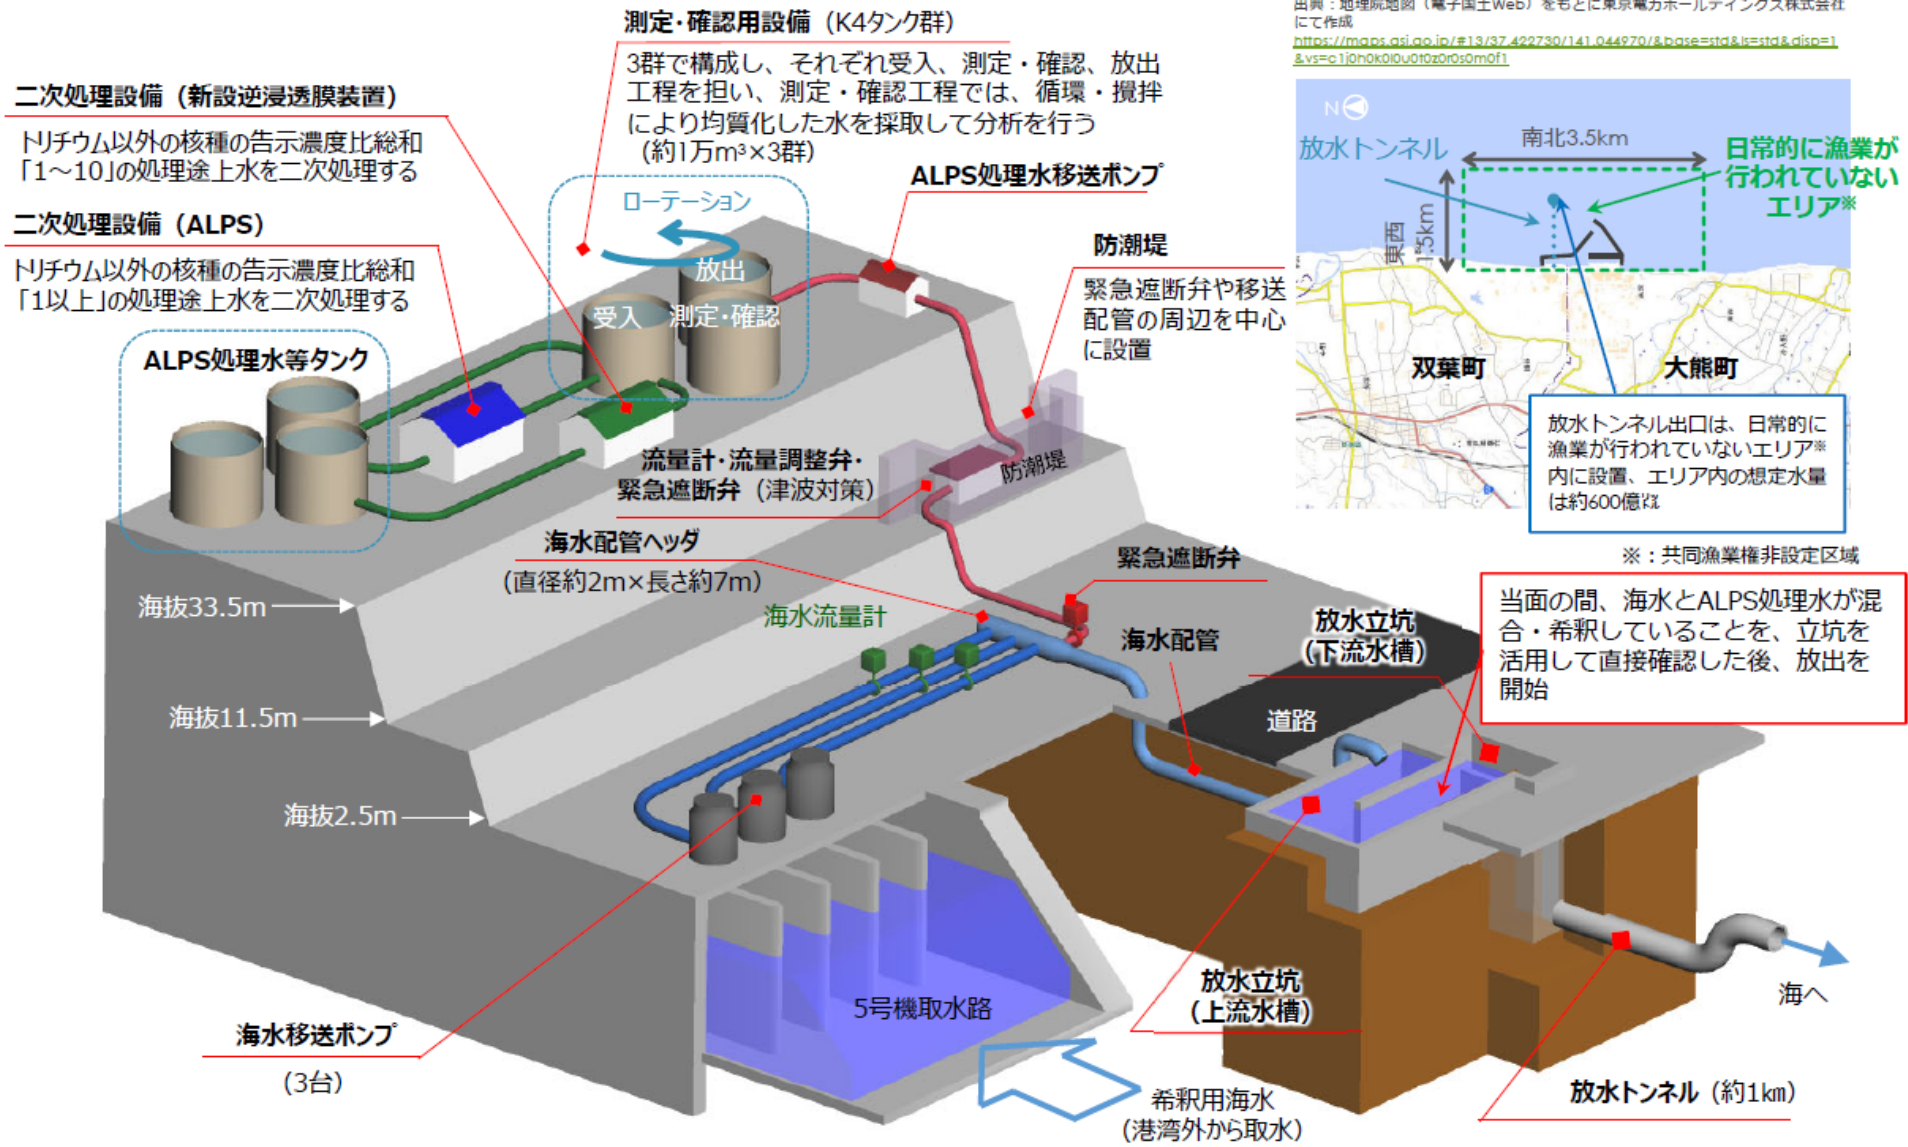 測定・確認用設備（K4タンク群）
3群で構成し、それぞれ受入、測定・確認、放出
工程を担い、測定・確認工程では、循環・攪拌
により均質化した水を採取して分析を行う
（約1万m³×3群）
二次処理設備（新設逆浸透膜装置）
トリチウム以外の核種の告示濃度比総和
「1～10」の処理途上水を二次処理する
二次処理設備（ALPS）
トリチウム以外の核種の告示濃度比総和
「1以上」の処理途上水を二次処理する
ALPS処理水等タンク
ローテーション
放出
受入
測定・確認
ALPS処理水移送ポンプ
防潮堤
緊急遮断弁や移送
配管の周辺を中心
に設置
防潮堤
流量計・流量調整弁・
緊急遮断弁（津波対策）
海水配管ヘッダ
（直径約2m×長さ約7m）
海水流量計
緊急遮断弁
海水配管
道路
放水立坑
（下流水槽）
海抜33.5m
海抜11.5m
海抜2.5m
海水移送ポンプ
（3台）
5号機取水路
希釈用海水
（港湾外から取水）
放水立坑
（上流水槽）
放水トンネル（約1km）
海へ
出典：地理院地図（電子国土Web）をもとに東京電力ホールディングス株式会社
にて作成
https://maps.gsi.go.jp/#13/37.422730/141.044970/&base=std&ls=std&disp=1
&vs=c1j0h0k0l0u0t0z0r0s0m0f1
N
放水トンネル
南北3.5km
東西
1.5km
日常的に漁業が
行われていない
エリア※
双葉町
大熊町
放水トンネル出口は、日常的に
漁業が行われていないエリア※
内に設置、エリア内の想定水量
は約600億㍑
※：共同漁業権非設定区域
当面の間、海水とALPS処理水が混
合・希釈していることを、立坑を
活用して直接確認した後、放出を
開始